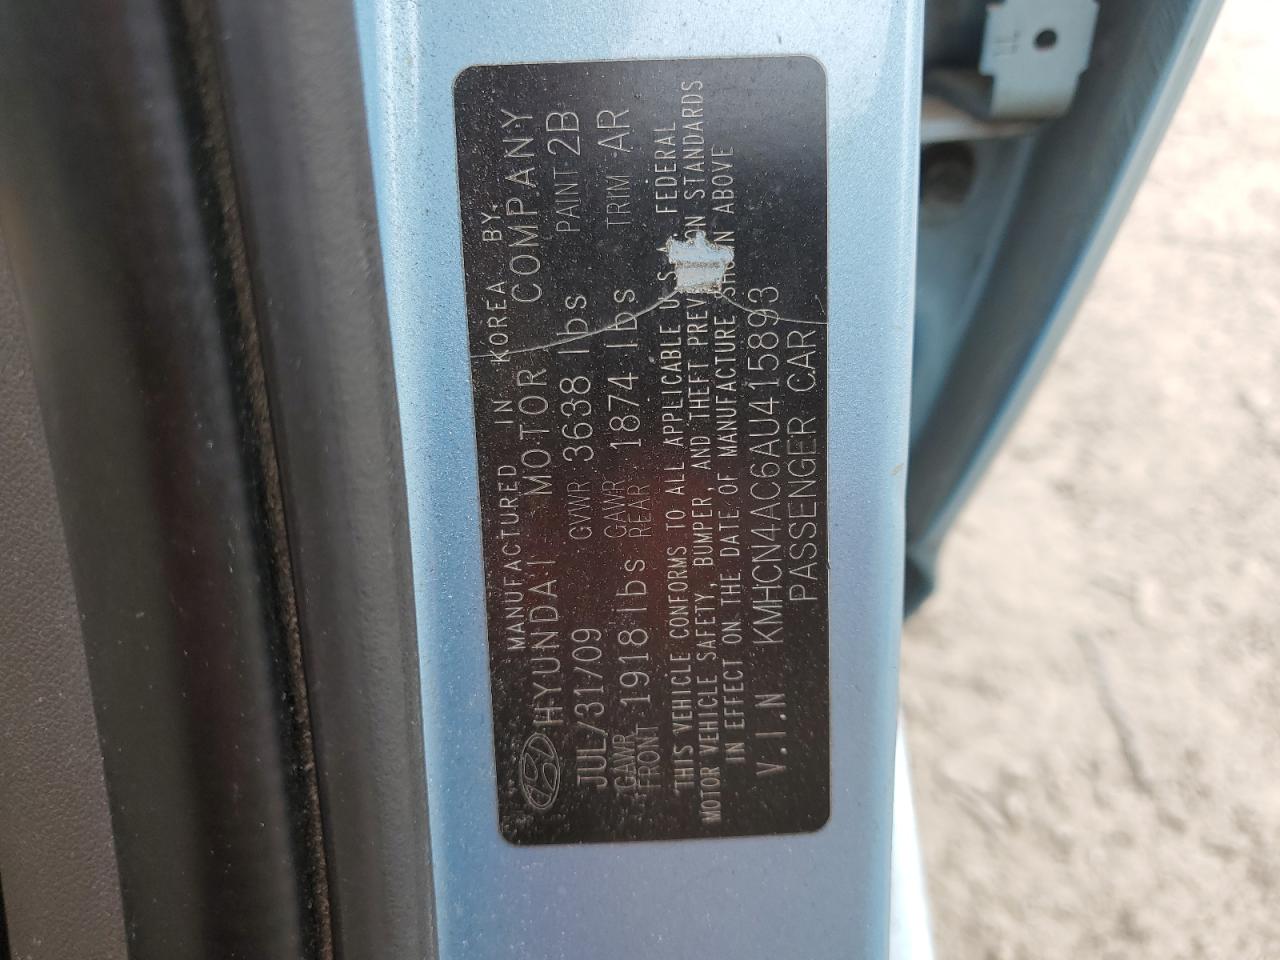 MANUFACTURED IN KOREA BY.
HYUNDAI MOTOR COMPANY
JUL/31/09 GVWR 3638 lbs PAINT 2B
GAWR FRONT 1918 lbs GAWR REAR 1874 lbs TRIM AR
THIS VEHICLE CONFORMS TO ALL APPLICABLE U.S.A FEDERAL
MOTOR VEHICLE SAFETY, BUMPER, AND THEFT PREV ON STANDARDS
IN EFFECT ON THE DATE OF MANUFACTURE SHOWN ABOVE
V.I.N KMHCN4AC6AU415893
PASSENGER CAR